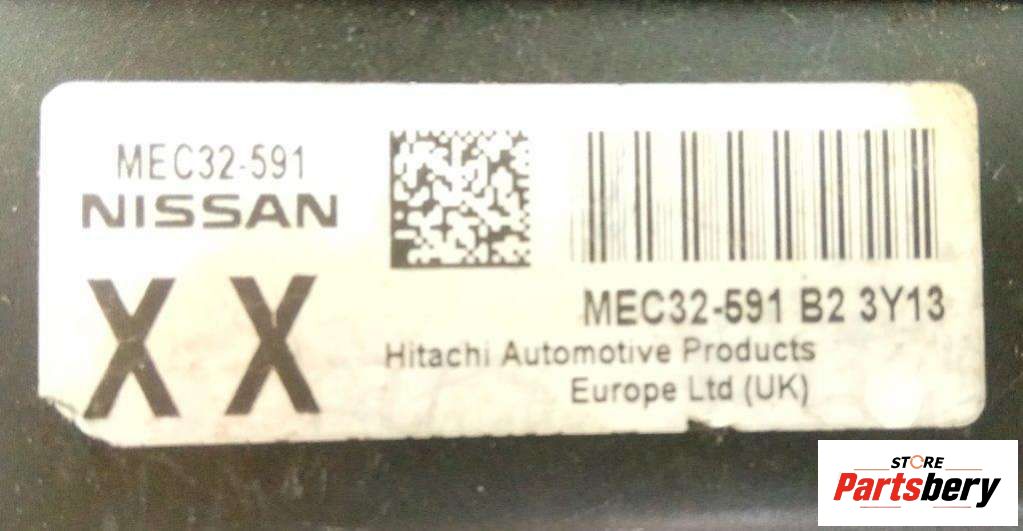 MEC32-591
NISSAN
XX
MEC32-591 B2 3Y13
Hitachi Automotive Products
Europe Ltd (UK)
STORE
Partsbery